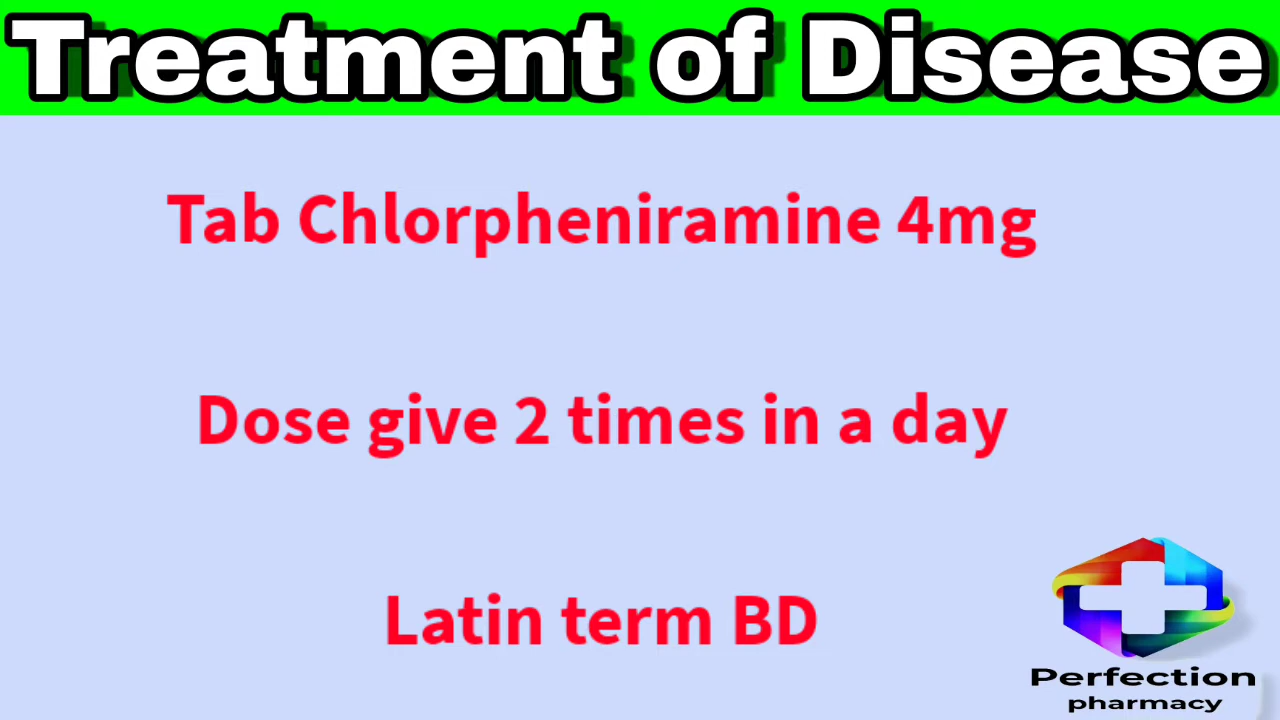 Treatment of Disease
Tab Chlorpheniramine 4mg
Dose give 2 times in a day
Latin term BD
Perfection
pharmacy